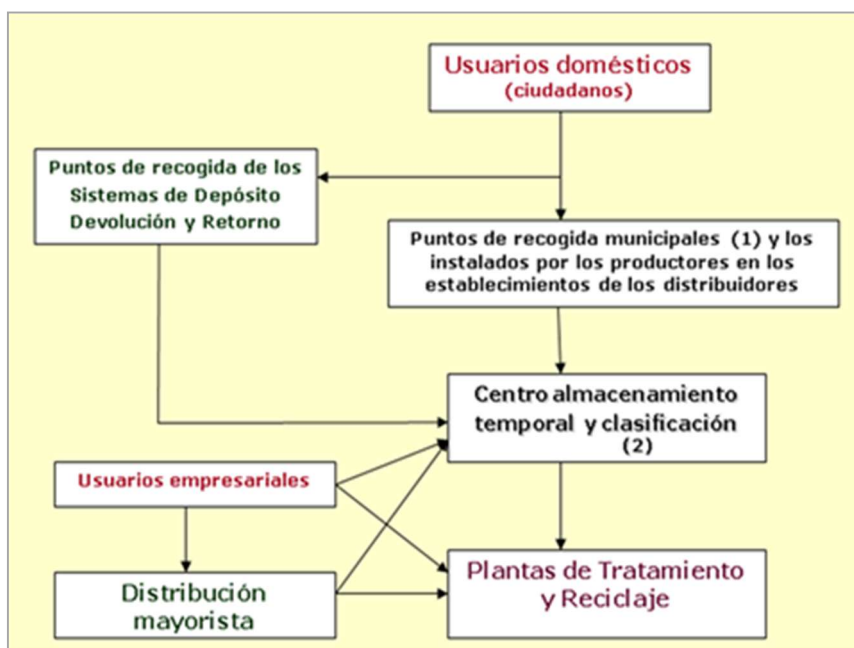 Usuarios domésticos
(ciudadanos)
Puntos de recogida de los
Sistemas de Depósito
Devolución y Retorno
Puntos de recogida municipales (1) y los
instalados por los productores en los
establecimientos de los distribuidores
Centro almacenamiento
temporal y clasificación
(2)
Usuarios empresariales
Distribución
mayorista
Plantas de Tratamiento
y Reciclaje